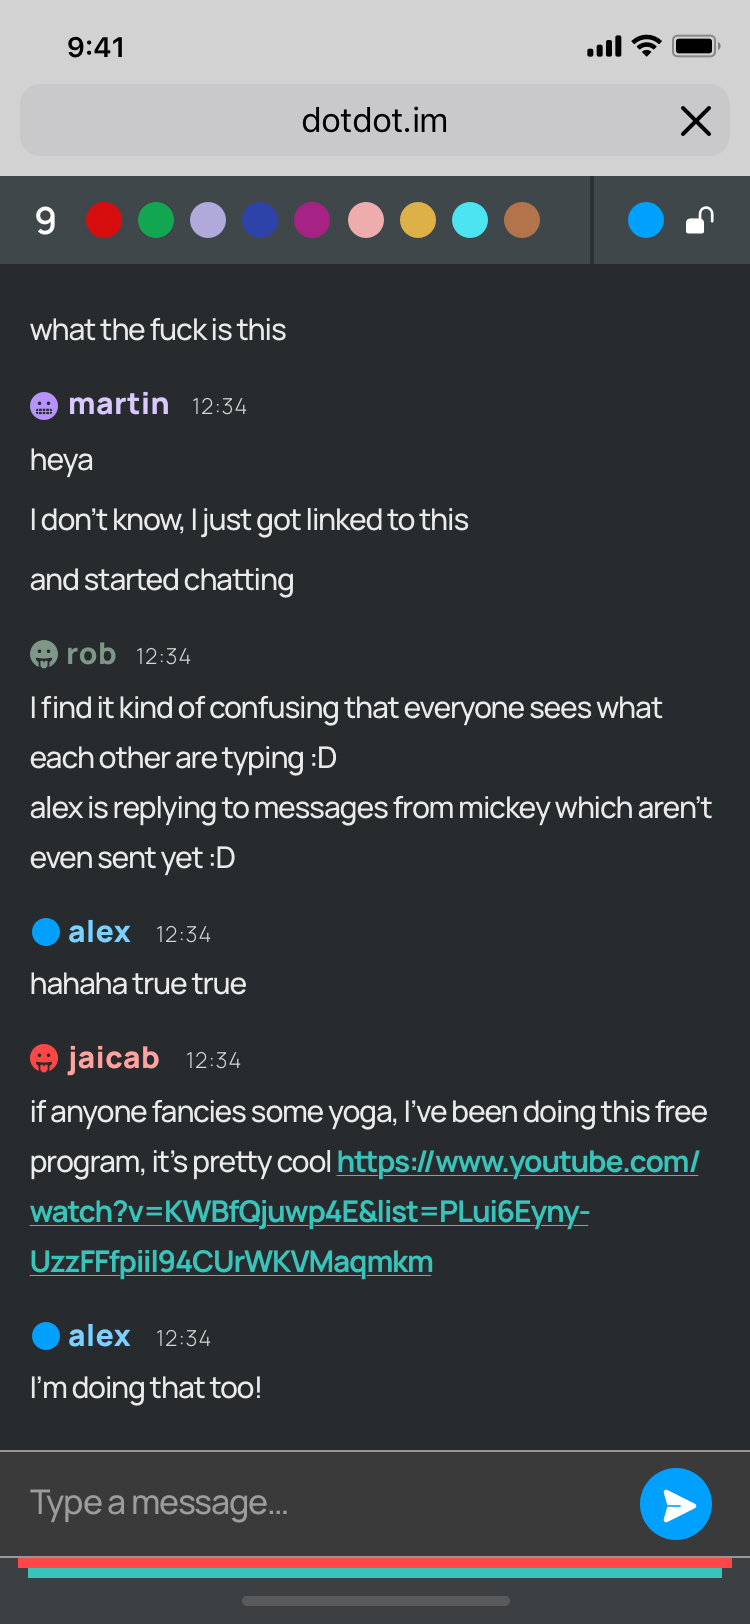 9:41
dotdot.im
9
what the fuck is this
martin 12:34
heya
I don’t know, I just got linked to this
and started chatting
rob 12:34
I find it kind of confusing that everyone sees what
each other are typing :D
alex is replying to messages from mickey which aren’t
even sent yet :D
alex 12:34
hahaha true true
jaicab 12:34
if anyone fancies some yoga, I’ve been doing this free
program, it’s pretty cool https://www.youtube.com/
watch?v=KWBfQjuwp4E&list=PLui6Eyny-
UzzFFfpiil94CUrWKVMaqmkm
alex 12:34
I’m doing that too!
Type a message...